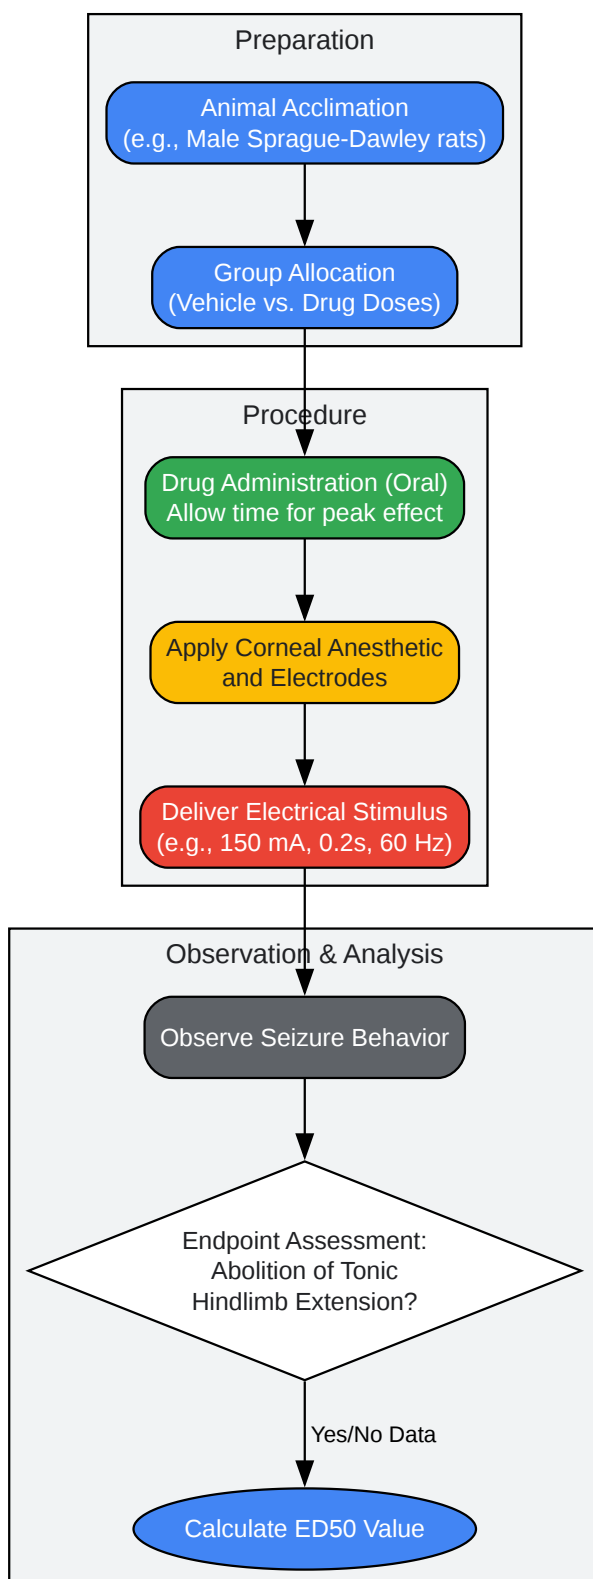 Preparation
Animal Acclimation
(e.g., Male Sprague-Dawley rats)
Group Allocation
(Vehicle vs. Drug Doses)
Procedure
Drug Administration (Oral)
Allow time for peak effect
Apply Corneal Anesthetic
and Electrodes
Deliver Electrical Stimulus
(e.g., 150 mA, 0.2s, 60 Hz)
Observation & Analysis
Observe Seizure Behavior
Endpoint Assessment:
Abolition of Tonic
Hindlimb Extension?
Yes/No Data
Calculate ED50 Value